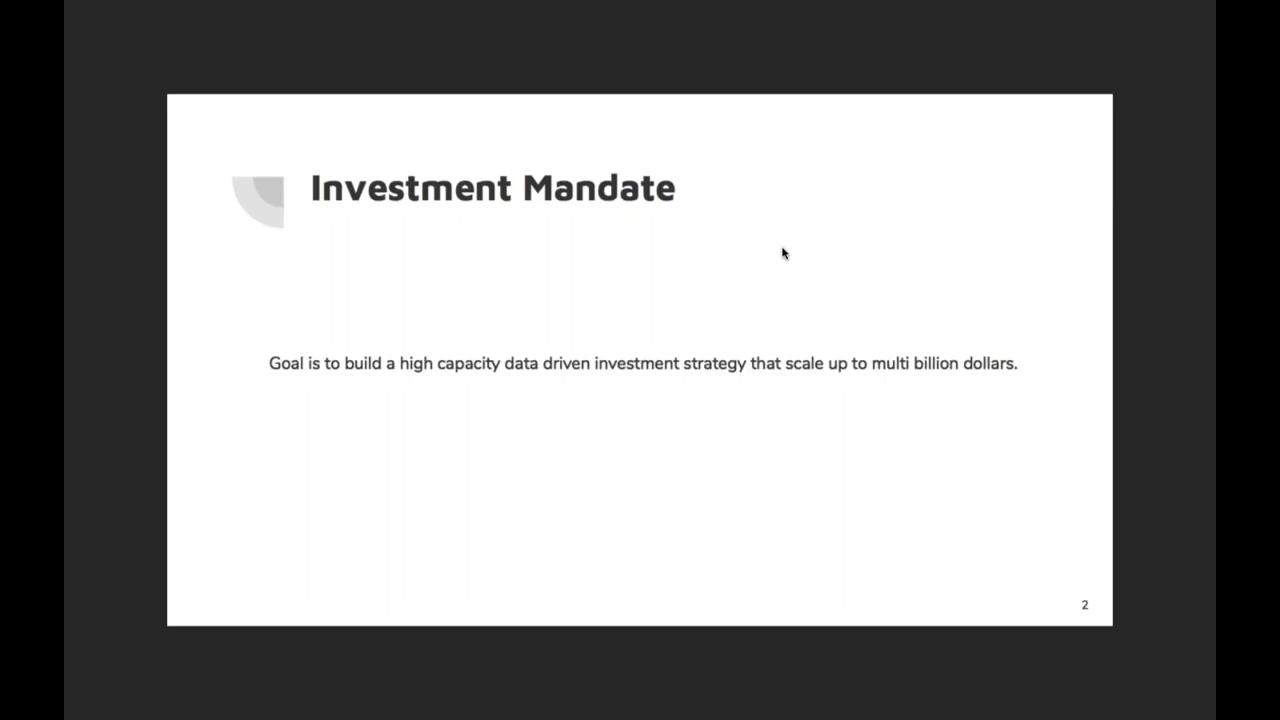 Investment Mandate
Goal is to build a high capacity data driven investment strategy that scale up to multi billion dollars.
2